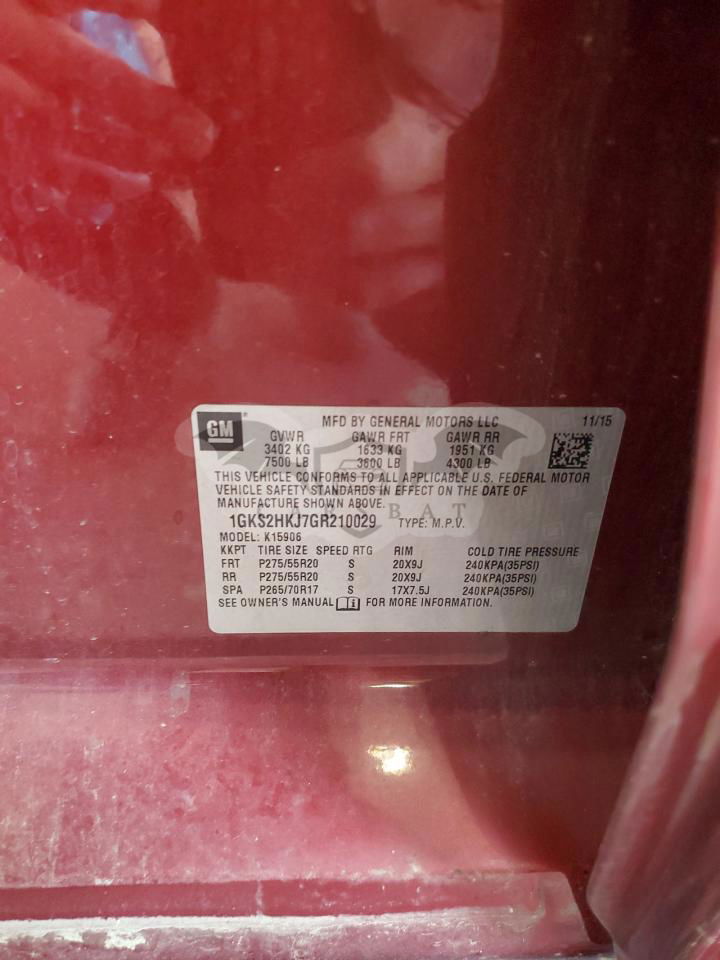 GM
MFD BY GENERAL MOTORS LLC 11/15
GVWR GAWR FRT GAWR RR
3402 KG 1633 KG 1951 KG
7500 LB 3600 LB 4300 LB
THIS VEHICLE CONFORMS TO ALL APPLICABLE U.S. FEDERAL MOTOR
VEHICLE SAFETY STANDARDS IN EFFECT ON THE DATE OF
MANUFACTURE SHOWN ABOVE.
1GKS2HKJ7GR210029 TYPE: M.P.V.
MODEL: K15906
KKPT TIRE SIZE SPEED RTG RIM COLD TIRE PRESSURE
FRT P275/55R20 S 20X9J 240KPA(35PSI)
RR P275/55R20 S 20X9J 240KPA(35PSI)
SPA P265/70R17 S 17X7.5J 240KPA(35PSI)
SEE OWNER'S MANUAL FOR MORE INFORMATION.